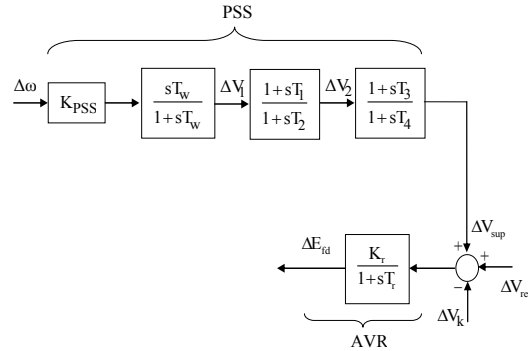 PSS
Δω
K_PSS
sT_w
1+sT_w
ΔV_1
1+sT_1
1+sT_2
ΔV_2
1+sT_3
1+sT_4
ΔV_sup
+
+
−
ΔE_fd
K_r
1+sT_r
ΔV_re
ΔV_k
AVR